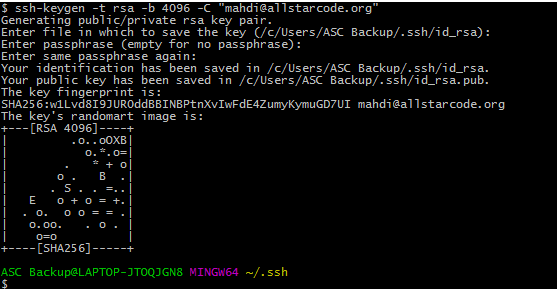 $ ssh-keygen -t rsa -b 4096 -C "mahdi@allstarcode.org"
Generating public/private rsa key pair.
Enter file in which to save the key (/c/Users/ASC Backup/.ssh/id_rsa):
Enter passphrase (empty for no passphrase):
Enter same passphrase again:
Your identification has been saved in /c/Users/ASC Backup/.ssh/id_rsa.
Your public key has been saved in /c/Users/ASC Backup/.ssh/id_rsa.pub.
The key fingerprint is:
SHA256:w1Lvd8I9JUROddBBINBPtnXvIwFdE4ZumyKymuGD7UI mahdi@allstarcode.org
The key's randomart image is:
+---[RSA 4096]----+
|         .o..oOXB|
|           o.*.o=|
|        .   * + o|
|       o .   B  .|
|      . S . . =..|
|   E   o + o = +.|
|  . o.  o o = = .|
|   o.oo.   . o . |
|    o=o          |
+----[SHA256]-----+
ASC Backup@LAPTOP-JTOQJGN8 MINGW64 ~/.ssh
$